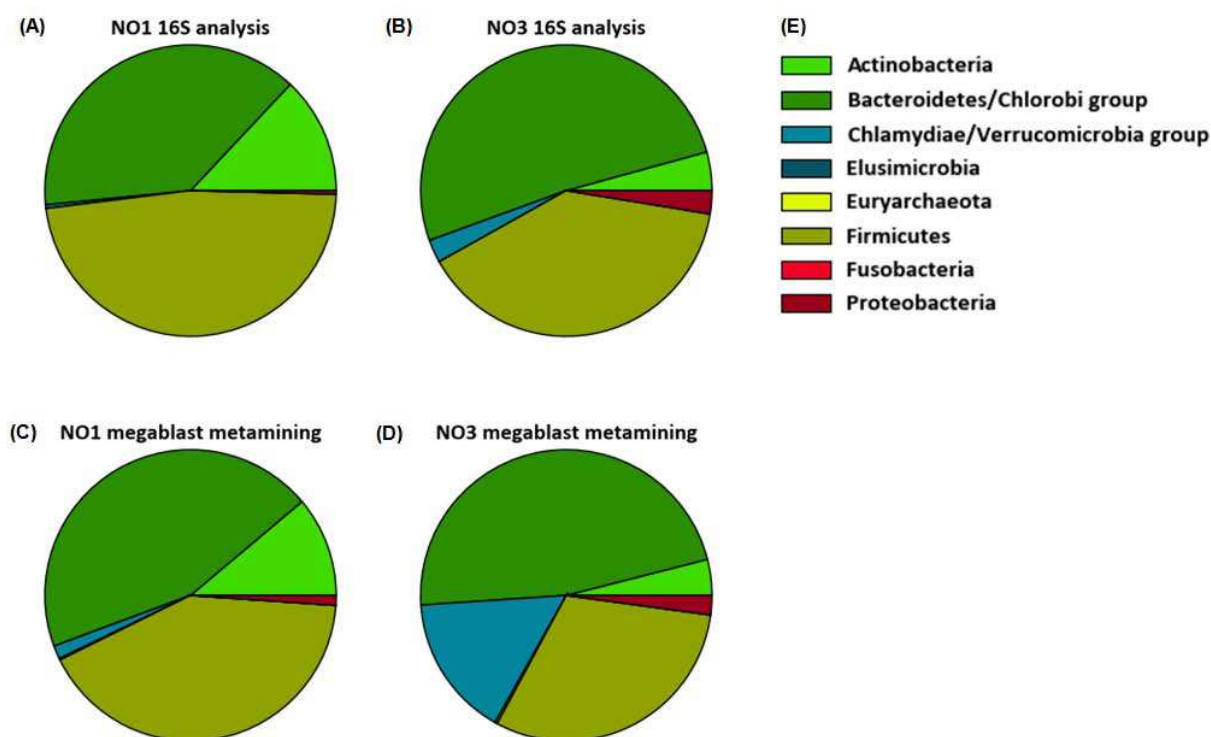 (A) NO1 16S analysis
(B) NO3 16S analysis
(E)
Actinobacteria
Bacteroidetes/Chlorobi group
Chlamydiae/Verrucomicrobia group
Elusimicrobia
Euryarchaeota
Firmicutes
Fusobacteria
Proteobacteria
(C) NO1 megablast metamining
(D) NO3 megablast metamining